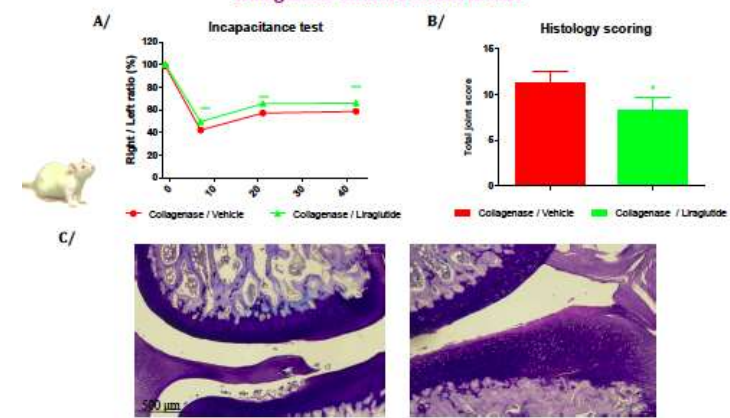 A/
Incapacitance test
Right / Left ratio (%)
120
100
80
60
40
20
0
0
10
20
30
40
Collagenase / Vehicle
Collagenase / Liraglutide
B/
Histology scoring
Total joint score
15
10
5
0
*
Collagenase / Vehicle
Collagenase / Liraglutide
C/
500 µm